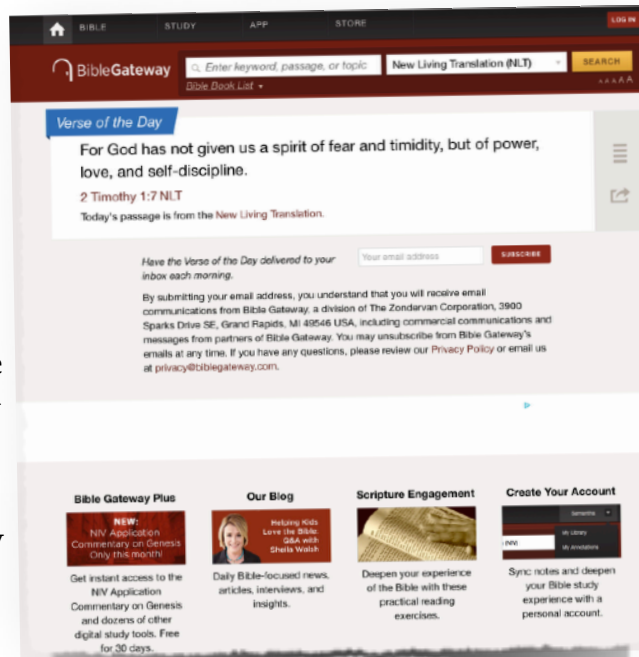 BIBLE STUDY APP STORE LOG IN
BibleGateway
Enter keyword, passage, or topic
New Living Translation (NLT)
SEARCH
Bible Book List
A A A A A
Verse of the Day
For God has not given us a spirit of fear and timidity, but of power,
love, and self-discipline.
2 Timothy 1:7 NLT
Today's passage is from the New Living Translation.
Have the Verse of the Day delivered to your
inbox each morning.
Your email address
SUBSCRIBE
By submitting your email address, you understand that you will receive email
communications from Bible Gateway, a division of The Zondervan Corporation, 3900
Sparks Drive SE, Grand Rapids, MI 49546 USA, including commercial communications and
messages from partners of Bible Gateway. You may unsubscribe from Bible Gateway's
emails at any time. If you have any questions, please review our Privacy Policy or email us
at privacy@biblegateway.com.
Bible Gateway Plus
NEW:
NIV Application
Commentary on Genesis
Only this month!
Get instant access to the
NIV Application
Commentary on Genesis
and dozens of other
digital study tools. Free
for 30 days.
Our Blog
Helping Kids
Love the Bible:
Q&A with
Sheila Walsh
Daily Bible-focused news,
articles, interviews, and
insights.
Scripture Engagement
Deepen your experience
of the Bible with these
practical reading
exercises.
Create Your Account
Samantha
My Library
My Annotations
Sync notes and deepen
your Bible study
experience with a
personal account.